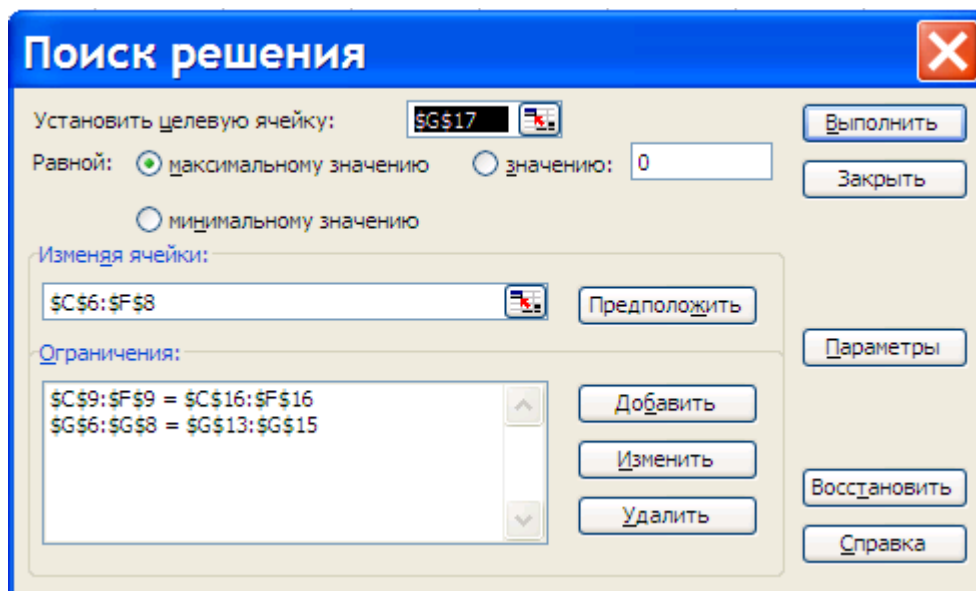 Поиск решения
Установить целевую ячейку: $G$17
Выполнить
Равной: максимальному значению значению: 0
Закрыть
минимальному значению
Изменяя ячейки:
$C$6:$F$8
Предположить
Ограничения:
Параметры
$C$9:$F$9 = $C$16:$F$16
$G$6:$G$8 = $G$13:$G$15
Добавить
Изменить
Восстановить
Удалить
Справка